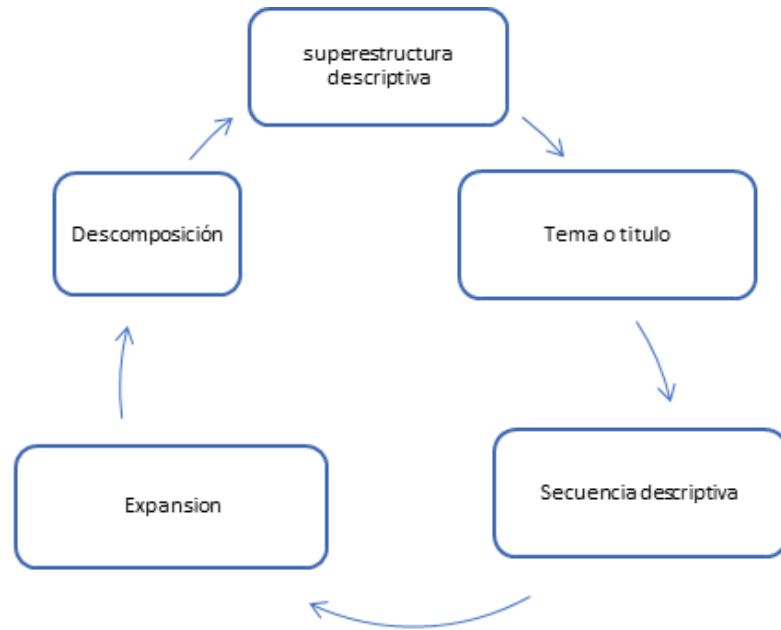 superestructura
descriptiva
Tema o titulo
Secuencia descriptiva
Expansion
Descomposición